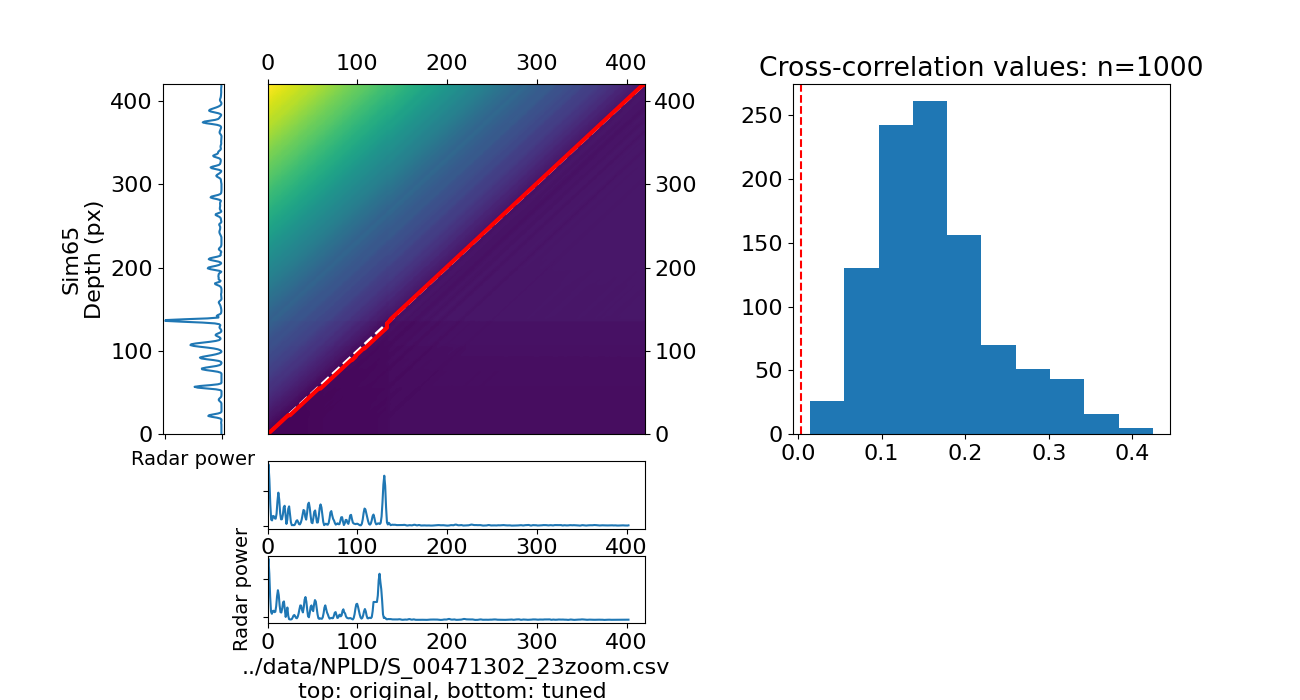 0 100 200 300 400
Cross-correlation values: n=1000
400
300
200
100
0
Sim65
Depth (px)
Radar power
400
300
200
100
0
250
200
150
100
50
0
0.0 0.1 0.2 0.3 0.4
0 100 200 300 400
Radar power
0 100 200 300 400
../data/NPLD/S_00471302_23zoom.csv
top: original, bottom: tuned